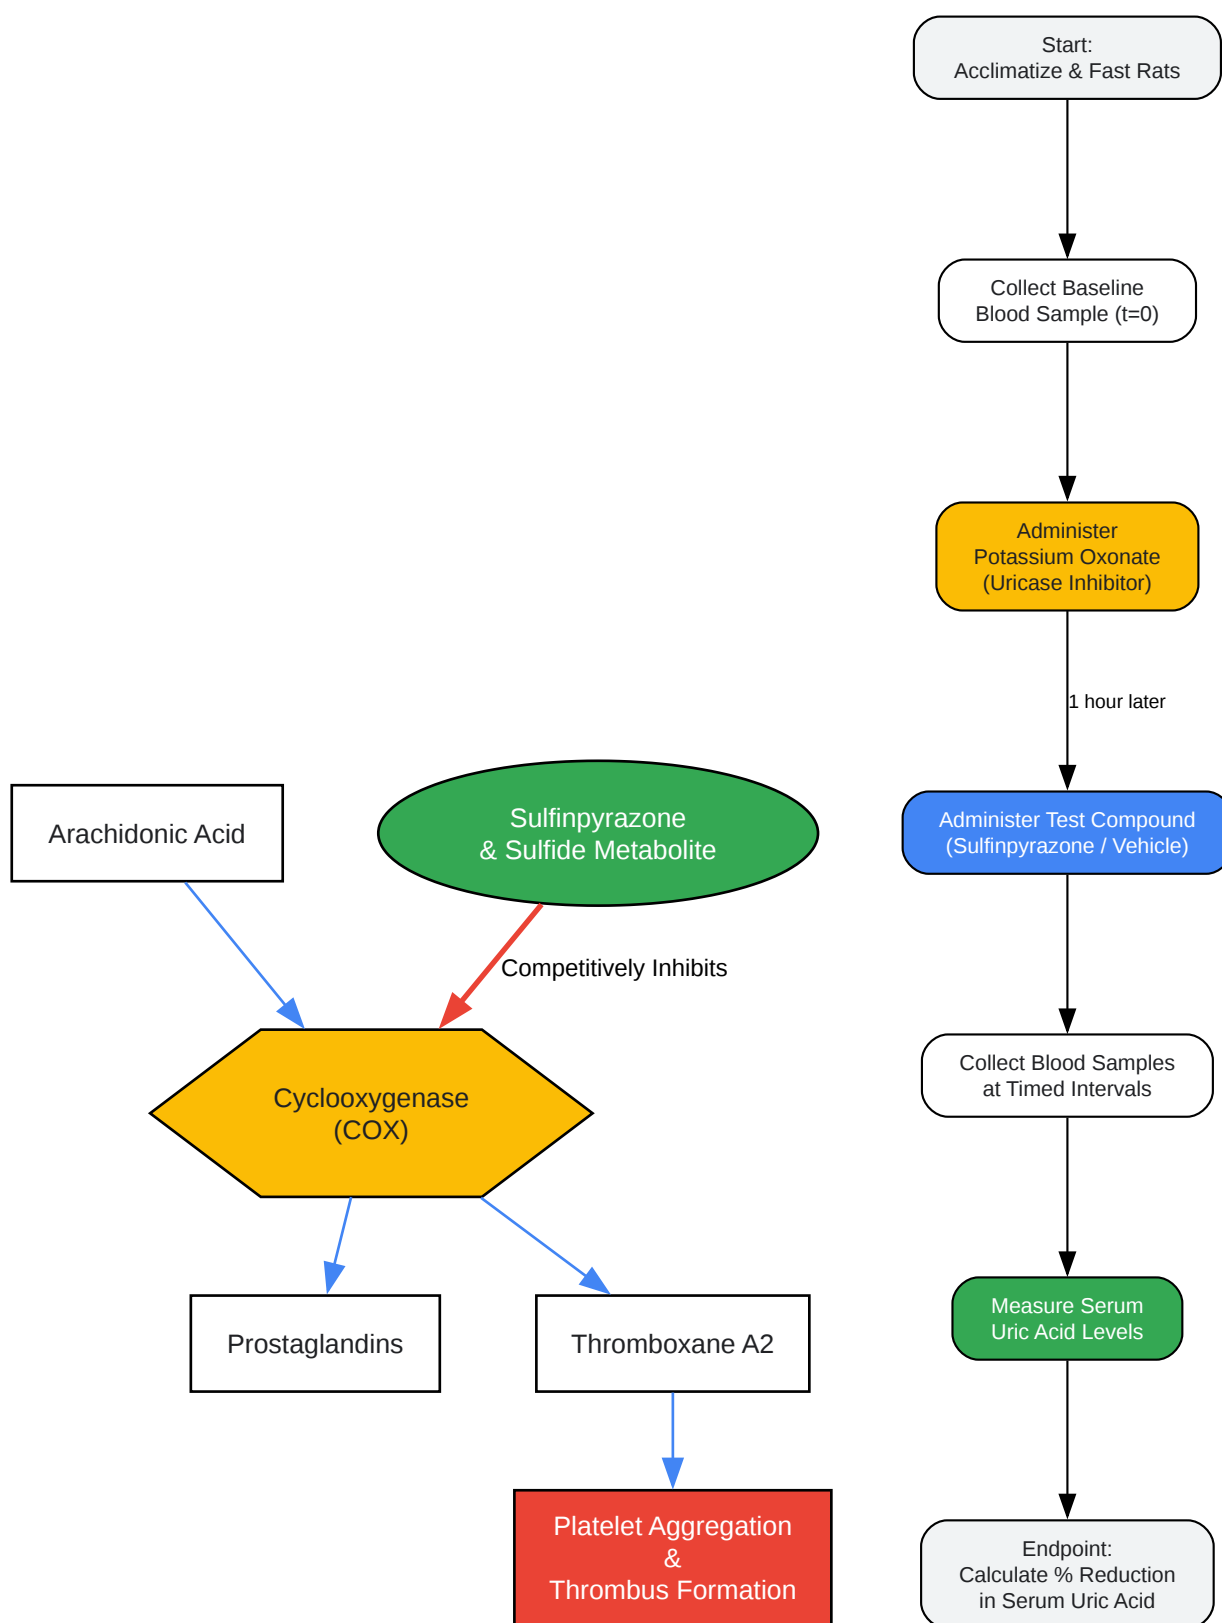 Start:
Acclimatize & Fast Rats
Collect Baseline
Blood Sample (t=0)
Administer
Potassium Oxonate
(Uricase Inhibitor)
1 hour later
Administer Test Compound
(Sulfinpyrazone / Vehicle)
Collect Blood Samples
at Timed Intervals
Measure Serum
Uric Acid Levels
Endpoint:
Calculate % Reduction
in Serum Uric Acid
Arachidonic Acid
Sulfinpyrazone
& Sulfide Metabolite
Competitively Inhibits
Cyclooxygenase
(COX)
Prostaglandins
Thromboxane A2
Platelet Aggregation
&
Thrombus Formation